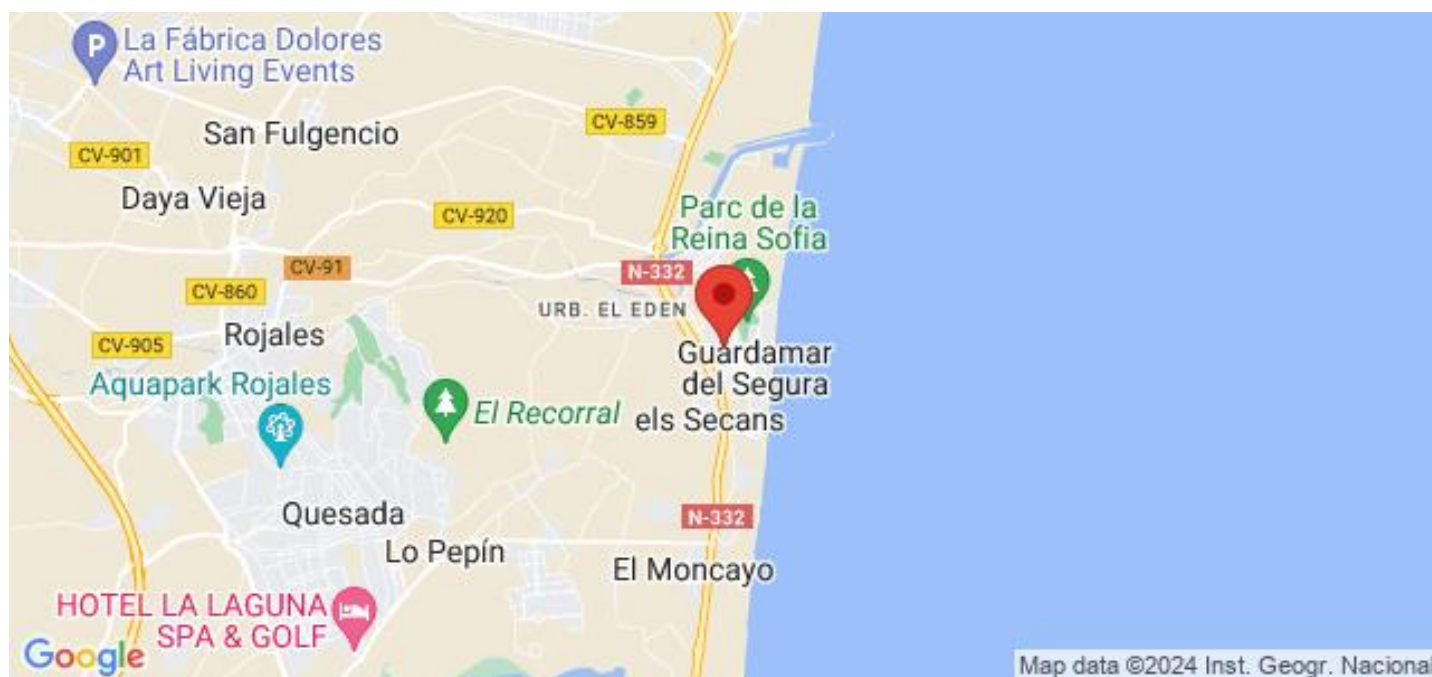 P
La Fábrica Dolores
Art Living Events
CV-859
San Fulgencio
CV-901
Daya Vieja
CV-920
Parc de la
Reina Sofia
CV-91
N-332
CV-860
URB. EL EDEN
Rojales
CV-905
Guardamar
del Segura
Aquapark Rojales
El Recorral
els Secans
Quesada
N-332
Lo Pepín
El Moncayo
HOTEL LA LAGUNA
SPA & GOLF
Google
Map data ©2024 Inst. Geogr. Nacional